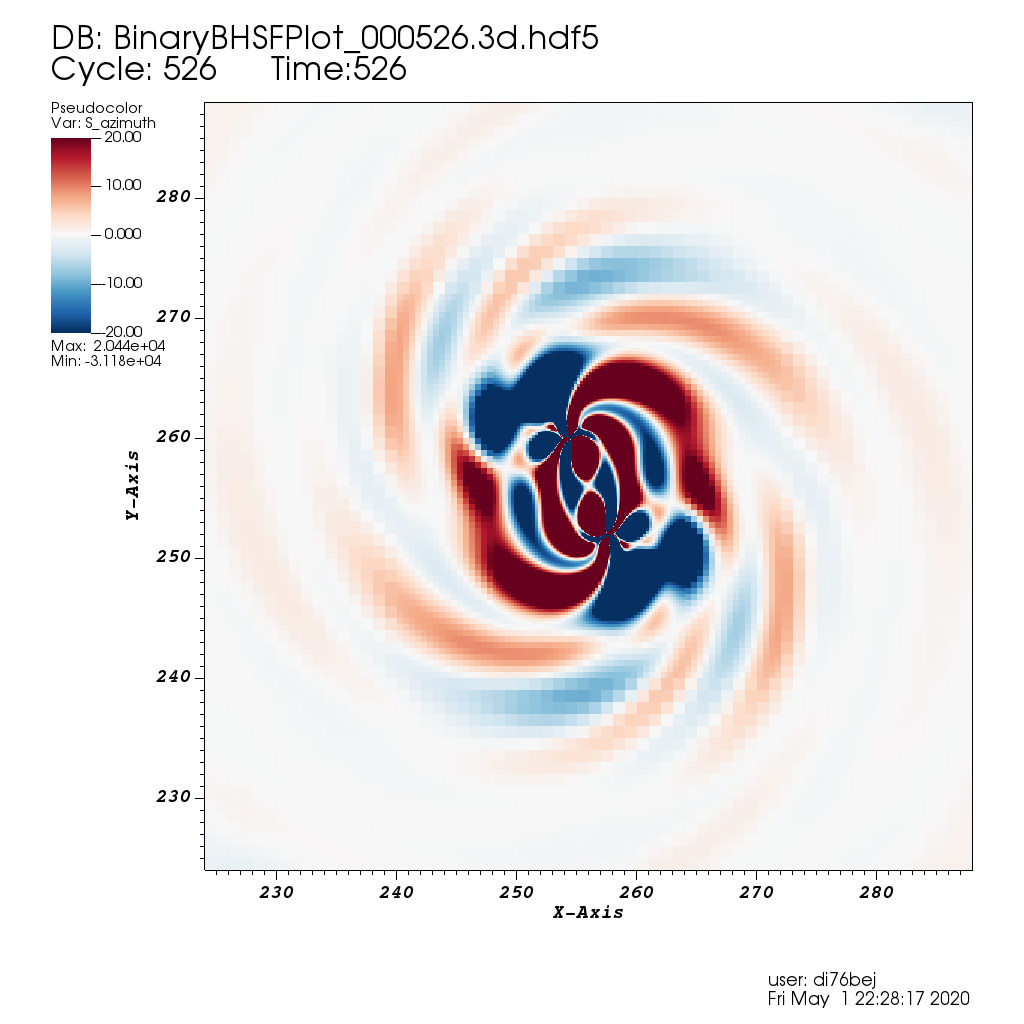 DB: BinaryBHSFPlot_000526.3d.hdf5
Cycle: 526 Time:526
Pseudocolor
Var: S_azimuth
20.00
10.00
0.000
-10.00
-20.00
Max: 2.044e+04
Min: -3.118e+04
280
270
260
250
240
230
Y-Axis
230 240 250 260 270 280
X-Axis
user: di76bej
Fri May 1 22:28:17 2020